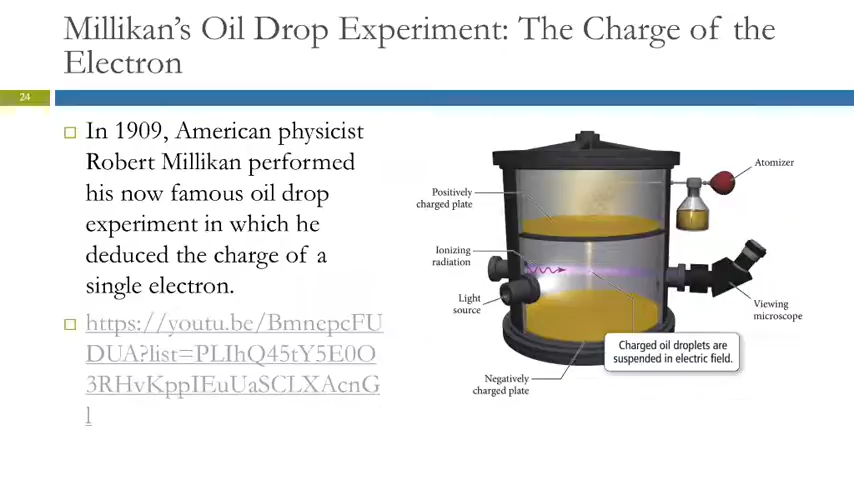 Millikan's Oil Drop Experiment: The Charge of the
Electron
24
In 1909, American physicist
Robert Millikan performed
his now famous oil drop
experiment in which he
deduced the charge of a
single electron.
https://youtu.be/BmnepcFU
DUA?list=PLIhQ45tY5E0O
3RHvKppIEuUaSCLXAcnG
l
Atomizer
Positively
charged plate
Ionizing
radiation
Light
source
Viewing
microscope
Charged oil droplets are
suspended in electric field.
Negatively
charged plate